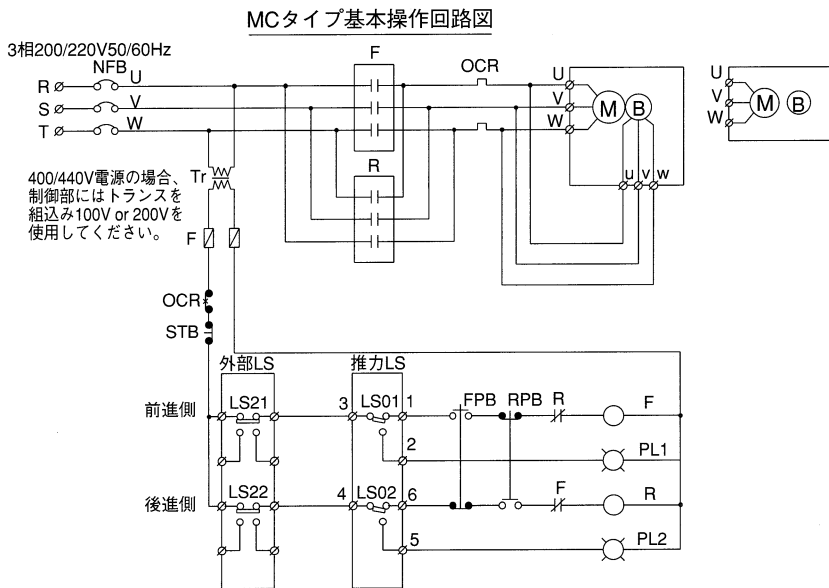 MCタイプ基本操作回路図
3相200/220V50/60Hz
NFB
R
U
S
V
T
W
F
OCR
U
V
W
M
B
u
v
w
U
V
W
M
B
R
400/440V電源の場合、
制御部にはトランスを
組込み100V or 200Vを
使用してください。
Tr
F
OCR
STB
外部LS
推力LS
前進側
LS21
3
LS01
1
FPB
RPB
R
F
2
PL1
後進側
LS22
4
LS02
6
F
R
5
PL2